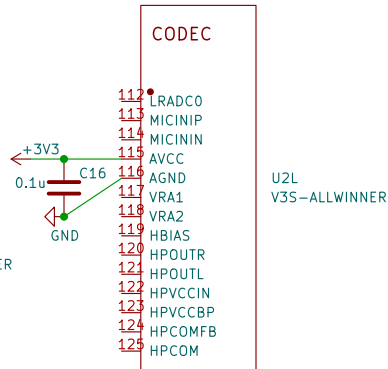 CODEC
112 LRADC0
113 MICINIP
114 MICININ
+3V3 115 AVCC
C16 116 AGND U2L
0.1u 117 VRA1 V3S-ALLWINNER
118 VRA2
GND 119 HBIAS
120 HPOUTR
ER 121 HPOUTL
122 HPVCCIN
123 HPVCCBP
124 HPCOMFB
125 HPCOM